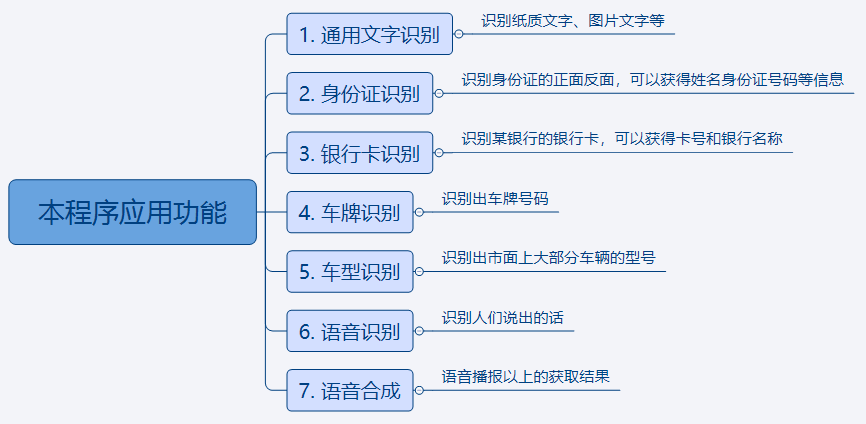 1. 通用文字识别
识别纸质文字、图片文字等
2. 身份证识别
识别身份证的正面反面，可以获得姓名身份证号码等信息
3. 银行卡识别
识别某银行的银行卡，可以获得卡号和银行名称
本程序应用功能
4. 车牌识别
识别出车牌号码
5. 车型识别
识别出市面上大部分车辆的型号
6. 语音识别
识别人们说出的话
7. 语音合成
语音播报以上的获取结果